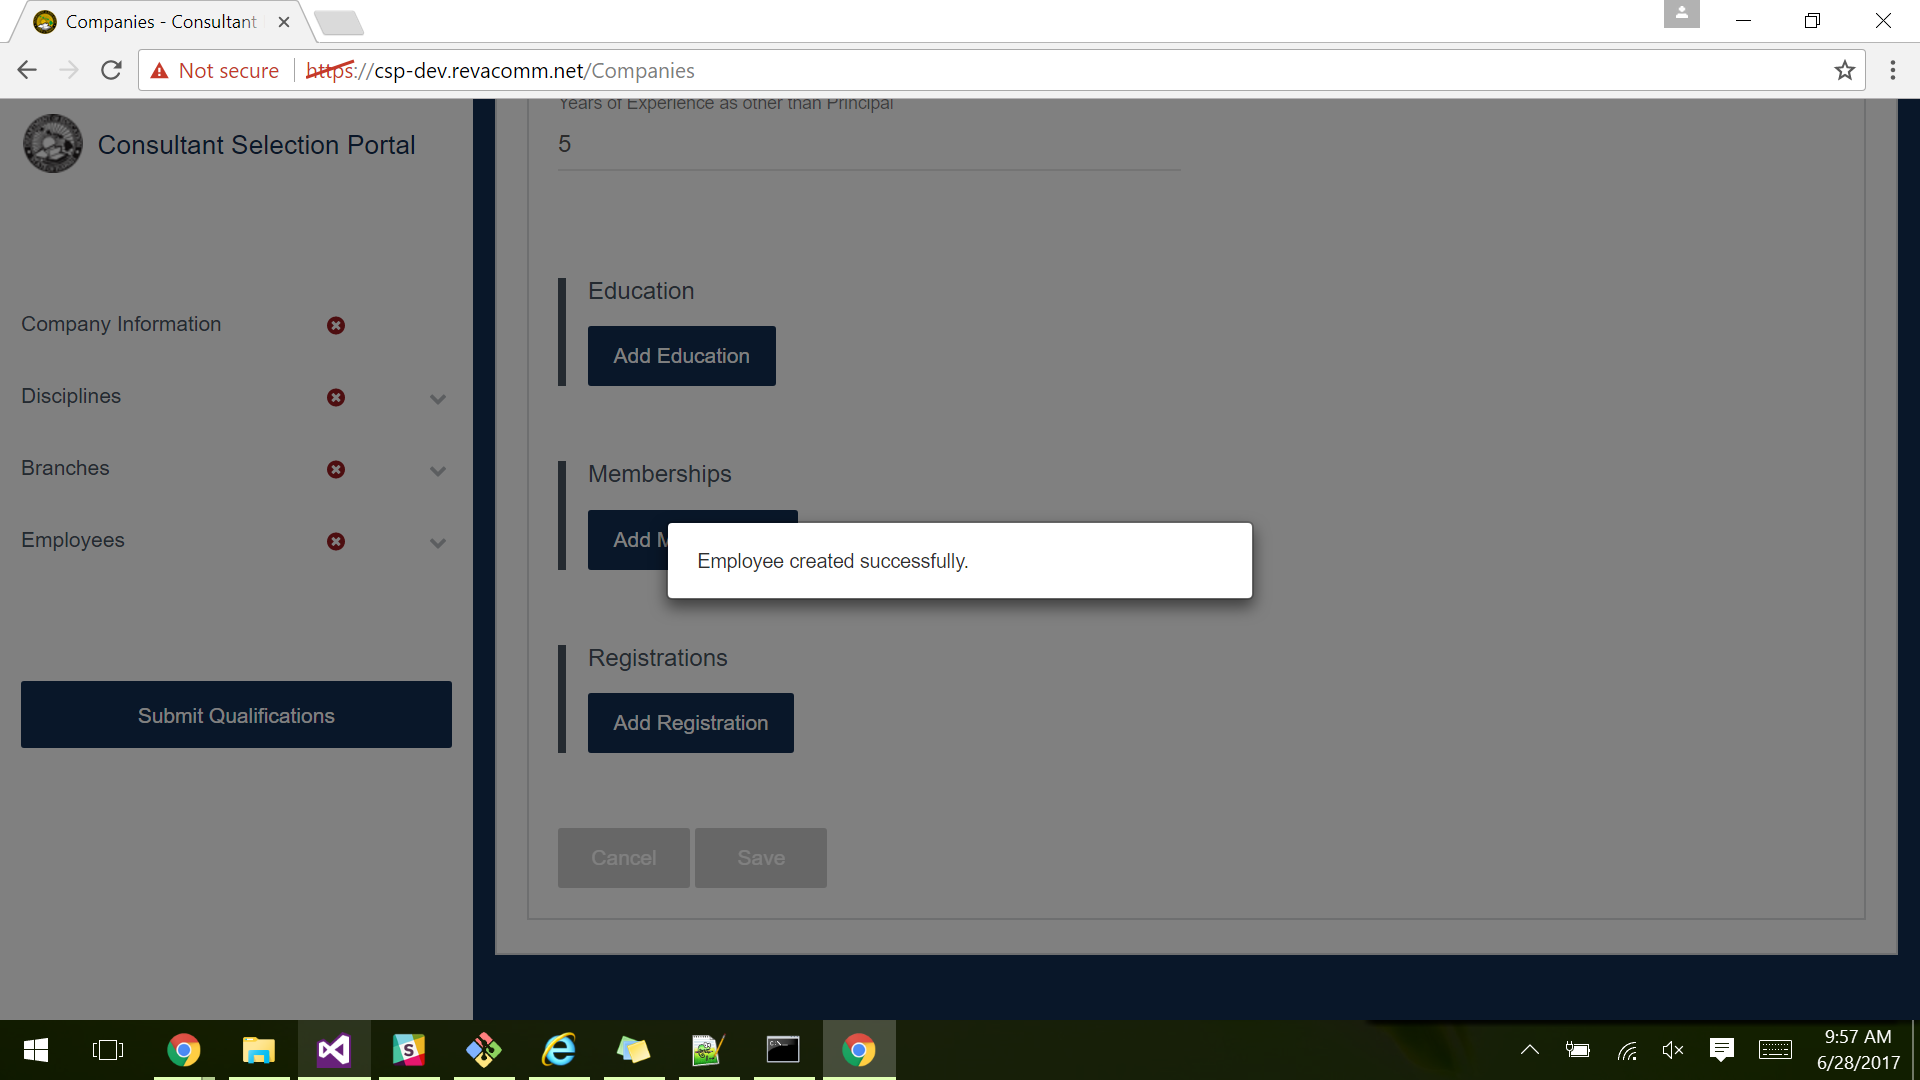 Companies - Consultant
Not secure
https://csp-dev.revacomm.net/Companies
Consultant Selection Portal
Company Information
Disciplines
Branches
Employees
Submit Qualifications
Years of Experience as other than Principal
5
Education
Add Education
Memberships
Add M
Employee created successfully.
Registrations
Add Registration
Cancel Save
9:57 AM
6/28/2017